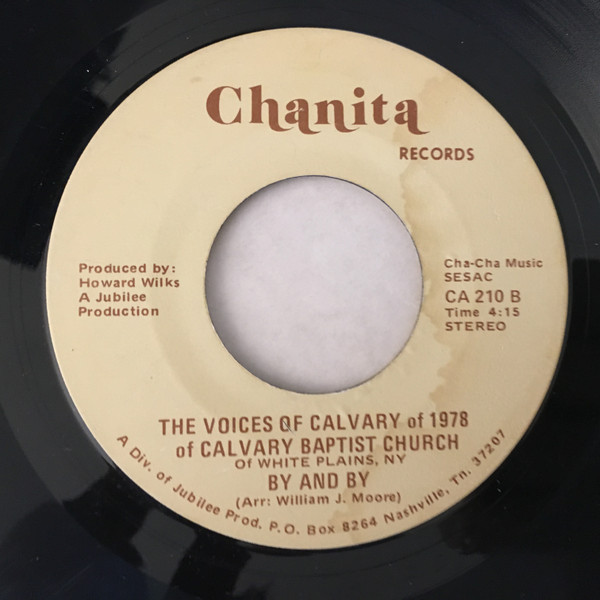 Chanita
RECORDS
Produced by:
Howard Wilks
A Jubilee
Production
Cha-Cha Music
SESAC
CA 210 B
Time 4:15
STEREO
THE VOICES OF CALVARY of 1978
of CALVARY BAPTIST CHURCH
OF WHITE PLAINS, NY
BY AND BY
(Arr: William J. Moore)
A Div. of Jubilee Prod. P.O. Box 8264 Nashville, Tn. 37207